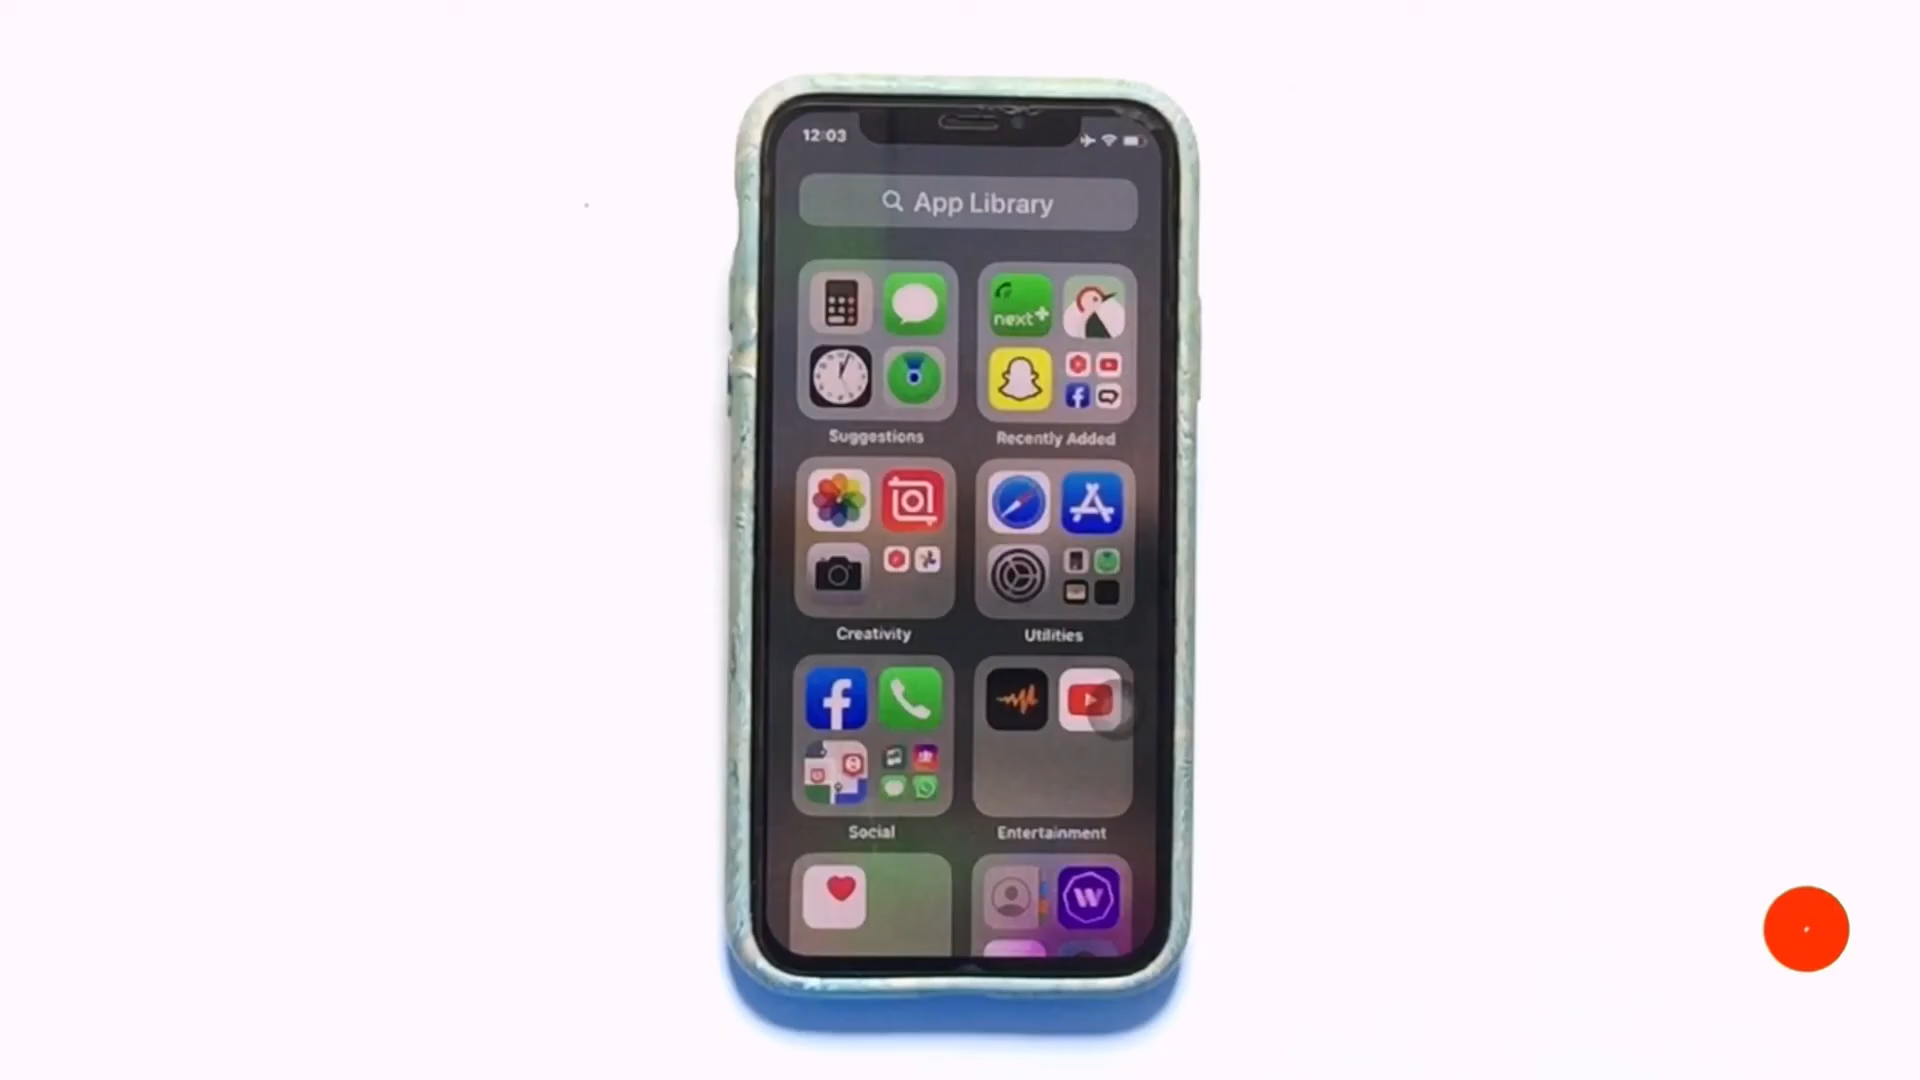 12:03
App Library
next+
Suggestions
Recently Added
Creativity
Utilities
Social
Entertainment
W